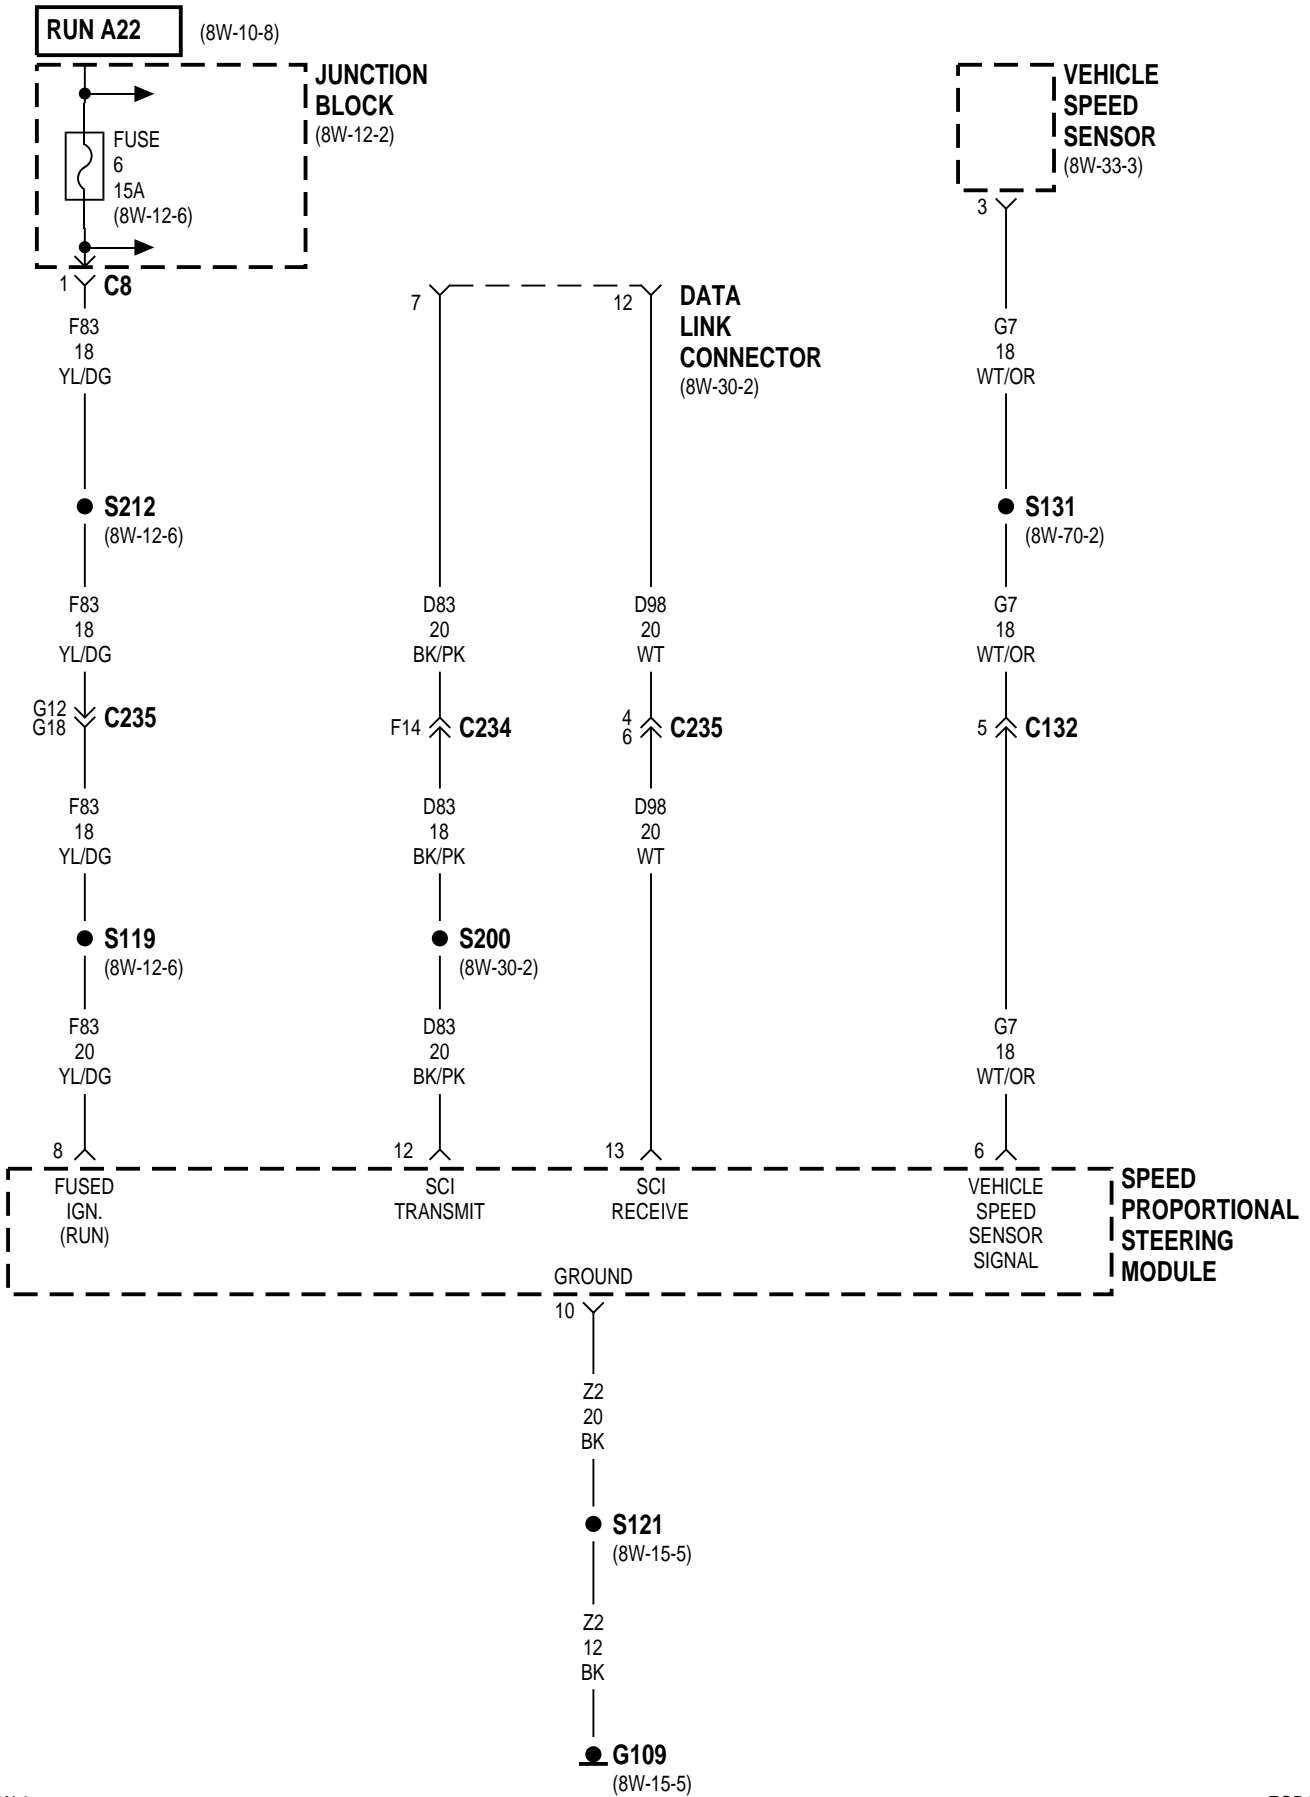 RUN A22
(8W-10-8)
JUNCTION
BLOCK
(8W-12-2)
FUSE
6
15A
(8W-12-6)
1
C8
VEHICLE
SPEED
SENSOR
(8W-33-3)
3
7
12
DATA
LINK
CONNECTOR
(8W-30-2)
F83
18
YL/DG
G7
18
WT/OR
S212
(8W-12-6)
S131
(8W-70-2)
F83
18
YL/DG
D83
20
BK/PK
D98
20
WT
G7
18
WT/OR
G12
G18
C235
F14
C234
4
6
C235
5
C132
F83
18
YL/DG
D83
18
BK/PK
D98
20
WT
S119
(8W-12-6)
S200
(8W-30-2)
F83
20
YL/DG
D83
20
BK/PK
G7
18
WT/OR
8
12
13
6
FUSED
IGN.
(RUN)
SCI
TRANSMIT
SCI
RECEIVE
VEHICLE
SPEED
SENSOR
SIGNAL
SPEED
PROPORTIONAL
STEERING
MODULE
GROUND
10
Z2
20
BK
S121
(8W-15-5)
Z2
12
BK
G109
(8W-15-5)